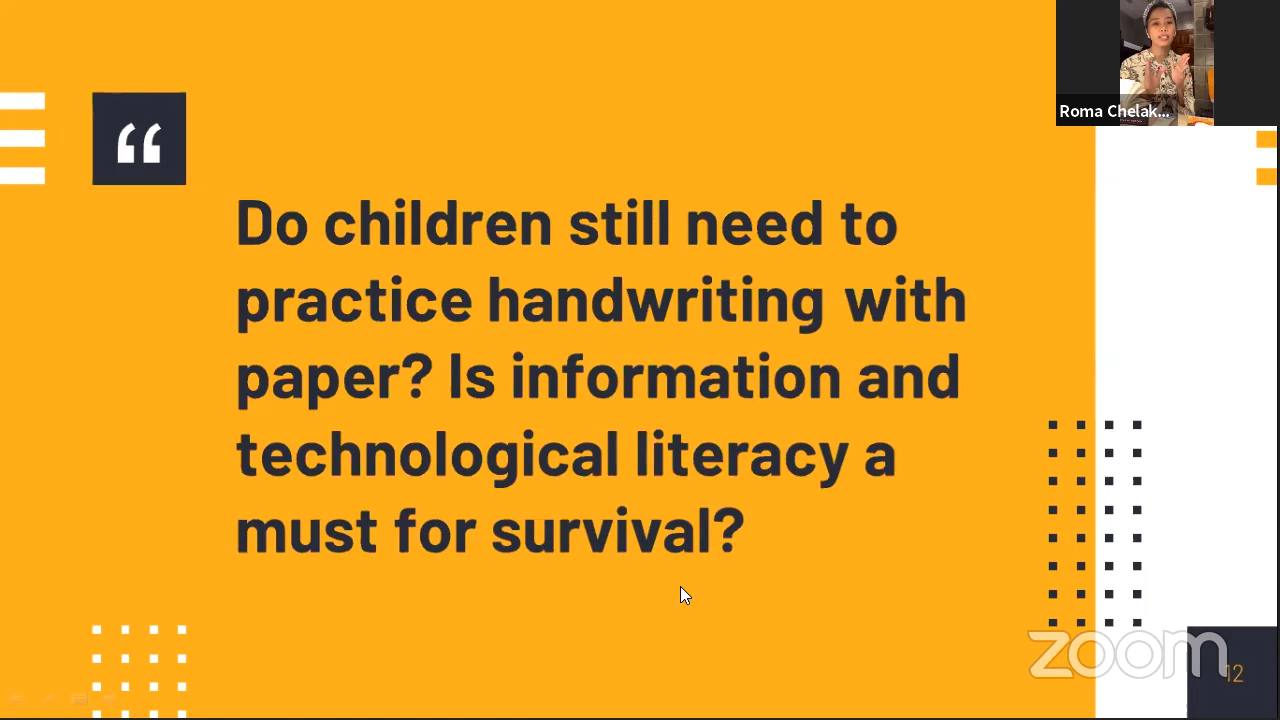 Roma Chelak...
“
Do children still need to
practice handwriting with
paper? Is information and
technological literacy a
must for survival?
zoom
12